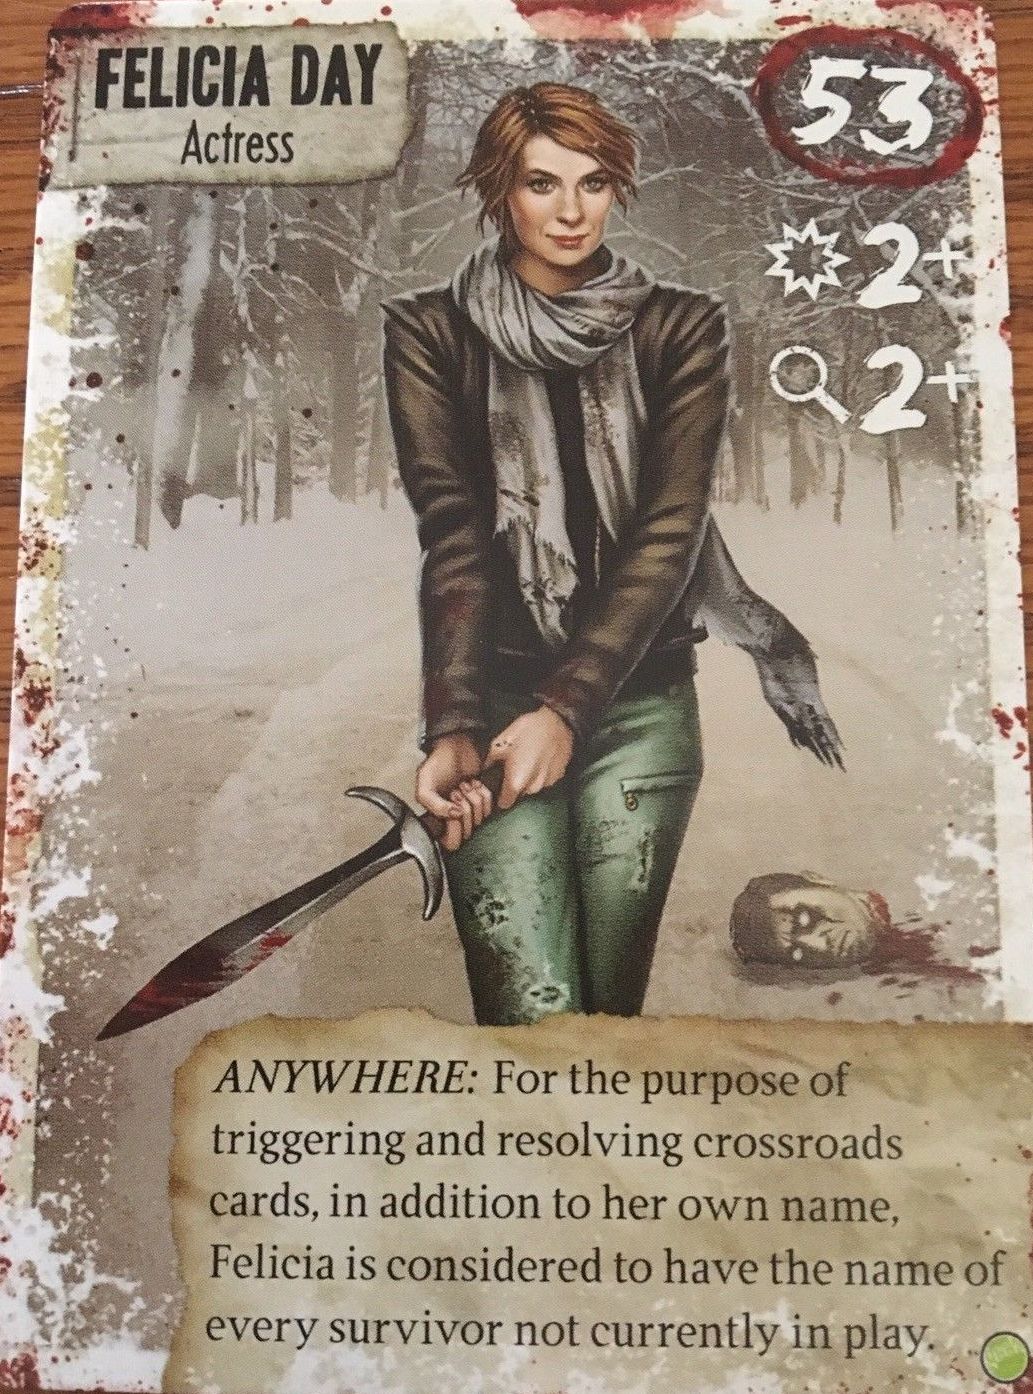 FELICIA DAY
Actress
53
2+
2+
ANYWHERE: For the purpose of
triggering and resolving crossroads
cards, in addition to her own name,
Felicia is considered to have the name of
every survivor not currently in play.